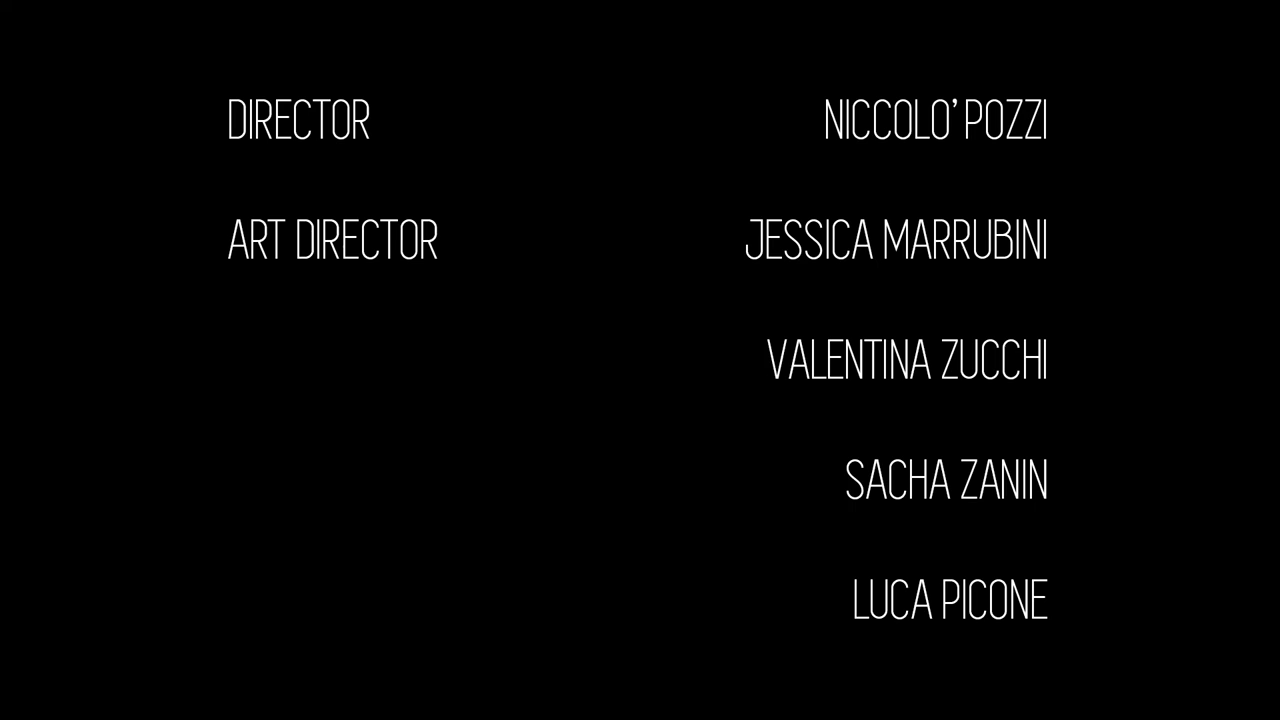 DIRECTOR NICCOLO’ POZZI
ART DIRECTOR JESSICA MARRUBINI
VALENTINA ZUCCHI
SACHA ZANIN
LUCA PICONE